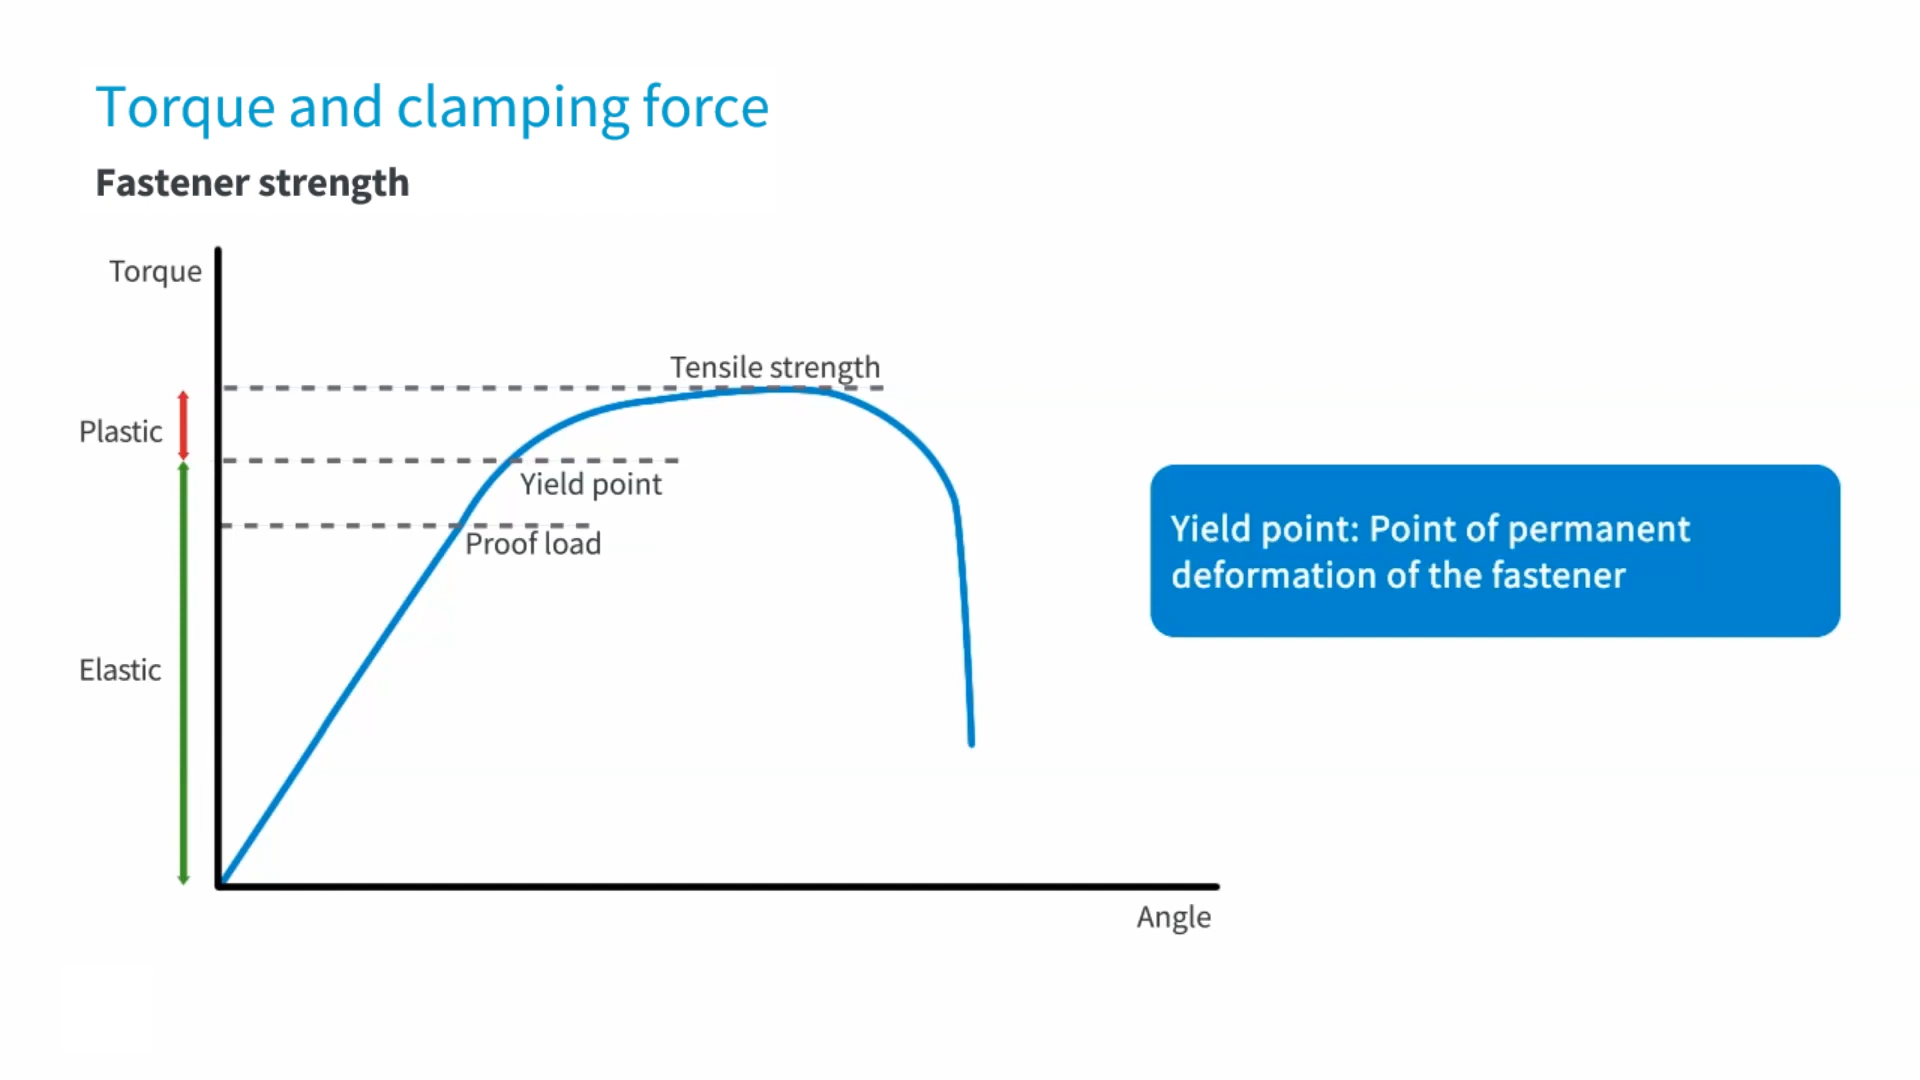 Torque and clamping force
Fastener strength
Torque
Tensile strength
Plastic
Yield point
Proof load
Yield point: Point of permanent
deformation of the fastener
Elastic
Angle